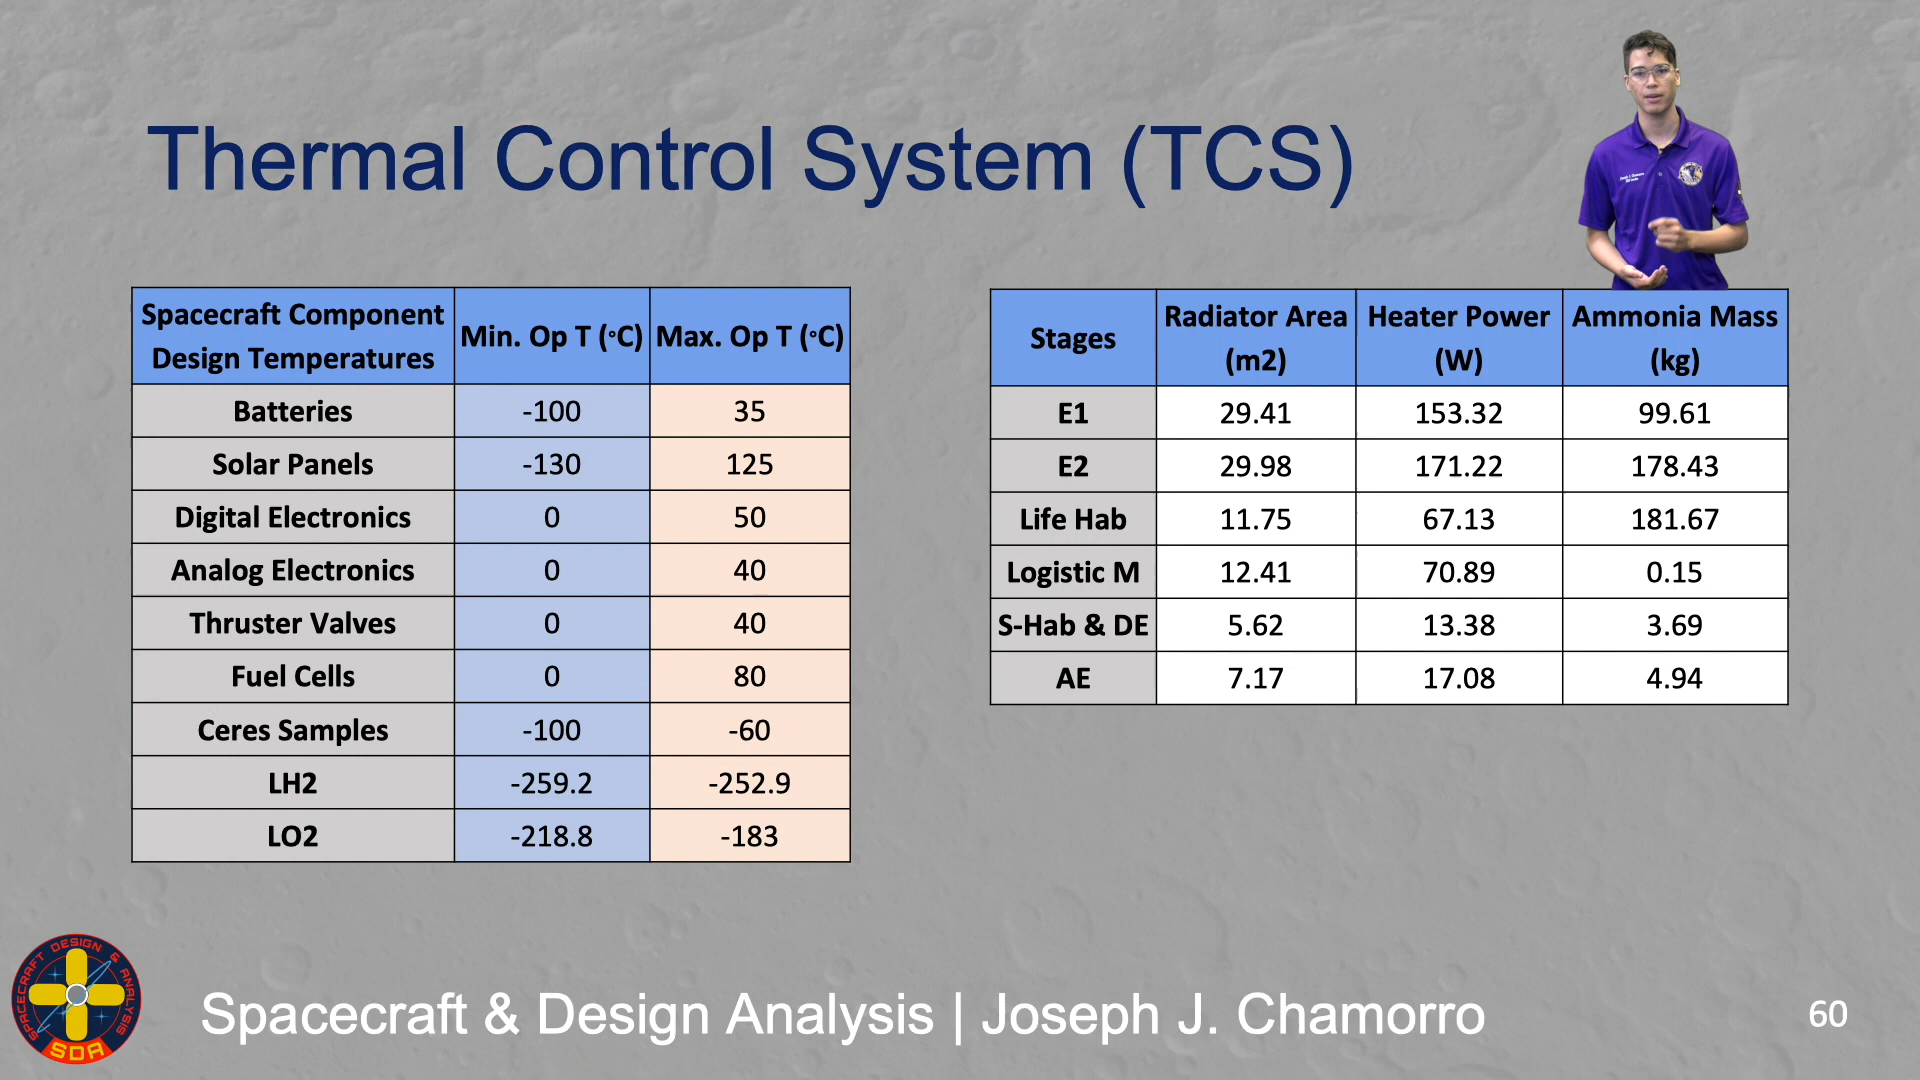 Thermal Control System (TCS)
Spacecraft Component Design Temperatures | Min. Op T (°C) | Max. Op T (°C)
Batteries | -100 | 35
Solar Panels | -130 | 125
Digital Electronics | 0 | 50
Analog Electronics | 0 | 40
Thruster Valves | 0 | 40
Fuel Cells | 0 | 80
Ceres Samples | -100 | -60
LH2 | -259.2 | -252.9
LO2 | -218.8 | -183
Stages | Radiator Area (m2) | Heater Power (W) | Ammonia Mass (kg)
E1 | 29.41 | 153.32 | 99.61
E2 | 29.98 | 171.22 | 178.43
Life Hab | 11.75 | 67.13 | 181.67
Logistic M | 12.41 | 70.89 | 0.15
S-Hab & DE | 5.62 | 13.38 | 3.69
AE | 7.17 | 17.08 | 4.94
SPACECRAFT DESIGN & ANALYSIS
SDA
Spacecraft & Design Analysis | Joseph J. Chamorro
60